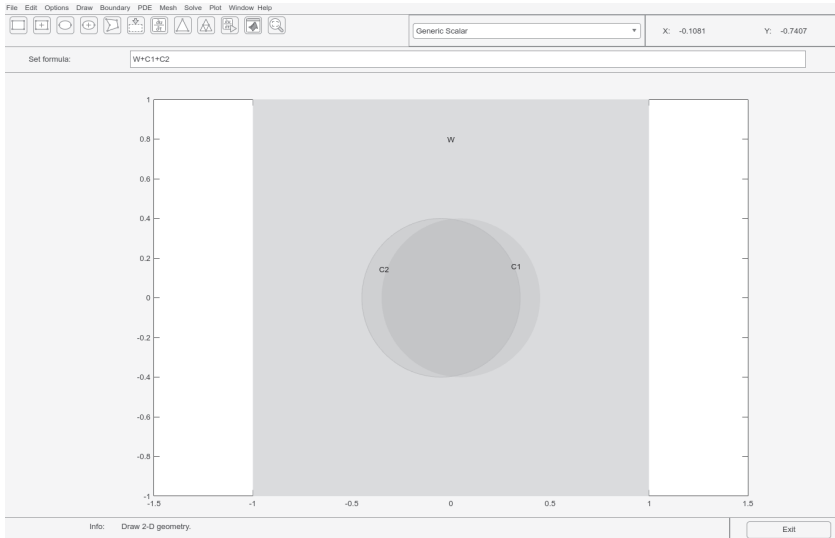 File Edit Options Draw Boundary PDE Mesh Solve Plot Window Help
Generic Scalar
X: -0.1081 Y: -0.7407
Set formula: W+C1+C2
1
0.8
W
0.6
0.4
0.2
C2 C1
0
-0.2
-0.4
-0.6
-0.8
-1
-1.5 -1 -0.5 0 0.5 1 1.5
Info: Draw 2-D geometry.
Exit